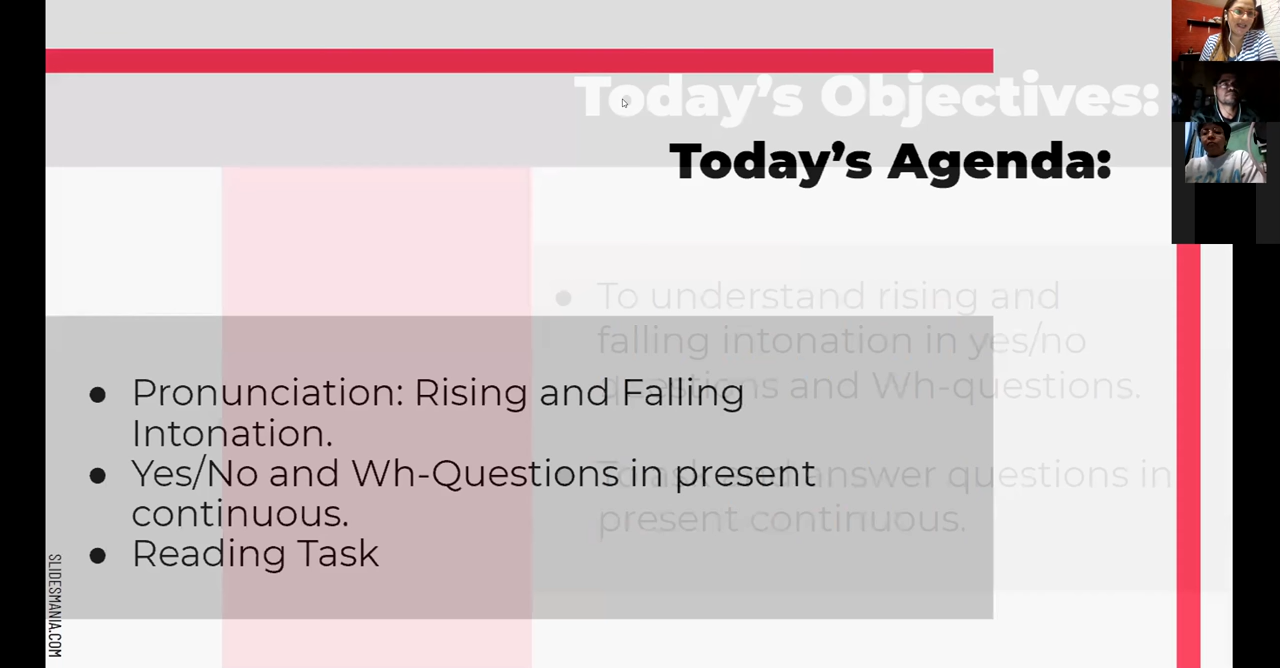 Today's Objectives:
Today's Agenda:
To understand rising and
falling intonation in yes/no
questions and Wh-questions.
To ask and answer questions in
present continuous.
● Pronunciation: Rising and Falling
Intonation.
● Yes/No and Wh-Questions in present
continuous.
● Reading Task
SLIDESMANIA.COM